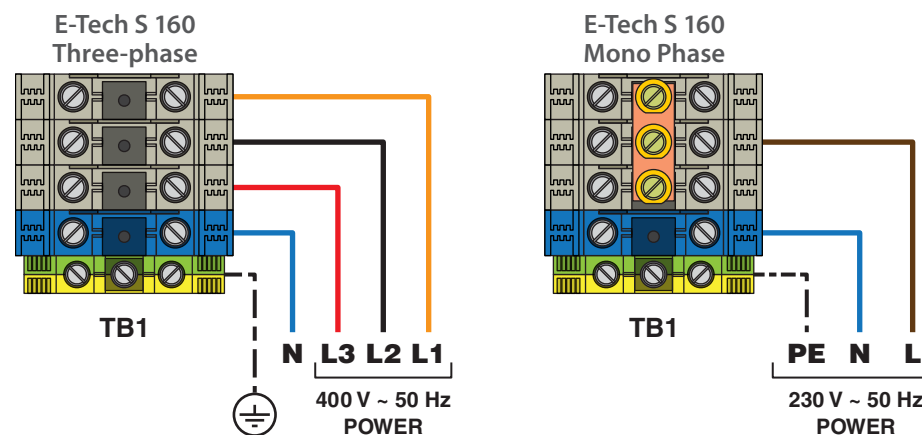 E-Tech S 160
Three-phase
TB1
N L3 L2 L1
400 V ~ 50 Hz
POWER
E-Tech S 160
Mono Phase
TB1
PE N L
230 V ~ 50 Hz
POWER